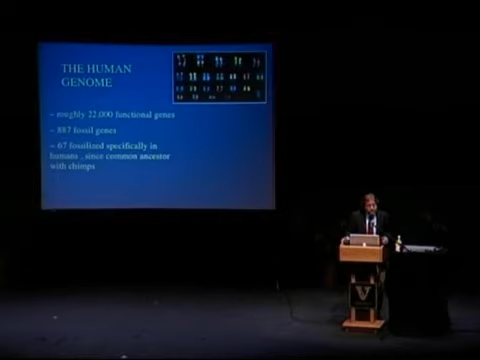 THE HUMAN
GENOME
– roughly 22,000 functional genes
– 887 fossil genes
– 67 fossilized specifically in
humans , since common ancestor
with chimps
V